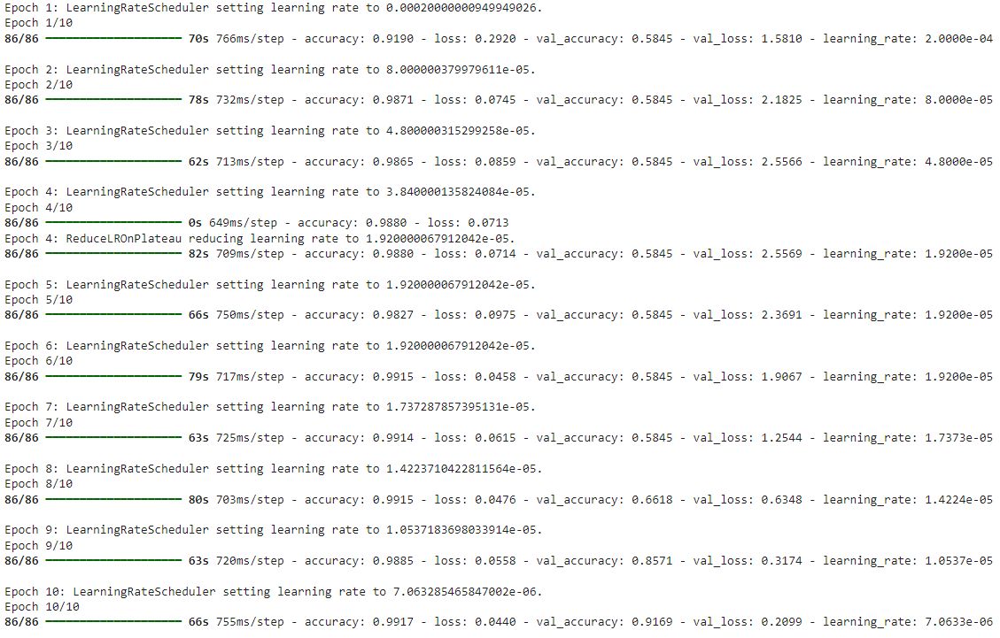 Epoch 1: LearningRateScheduler setting learning rate to 0.00020000000949949026.
Epoch 1/10
86/86 ━━━━━━━━━━━━━━━━━━━━ 70s 766ms/step - accuracy: 0.9190 - loss: 0.2920 - val_accuracy: 0.5845 - val_loss: 1.5810 - learning_rate: 2.0000e-04
Epoch 2: LearningRateScheduler setting learning rate to 8.000000379979611e-05.
Epoch 2/10
86/86 ━━━━━━━━━━━━━━━━━━━━ 78s 732ms/step - accuracy: 0.9871 - loss: 0.0745 - val_accuracy: 0.5845 - val_loss: 2.1825 - learning_rate: 8.0000e-05
Epoch 3: LearningRateScheduler setting learning rate to 4.800000315299258e-05.
Epoch 3/10
86/86 ━━━━━━━━━━━━━━━━━━━━ 62s 713ms/step - accuracy: 0.9865 - loss: 0.0859 - val_accuracy: 0.5845 - val_loss: 2.5566 - learning_rate: 4.8000e-05
Epoch 4: LearningRateScheduler setting learning rate to 3.840000135824084e-05.
Epoch 4/10
86/86 ━━━━━━━━━━━━━━━━━━━━ 0s 649ms/step - accuracy: 0.9880 - loss: 0.0713
Epoch 4: ReduceLROnPlateau reducing learning rate to 1.920000067912042e-05.
86/86 ━━━━━━━━━━━━━━━━━━━━ 82s 709ms/step - accuracy: 0.9880 - loss: 0.0714 - val_accuracy: 0.5845 - val_loss: 2.5569 - learning_rate: 1.9200e-05
Epoch 5: LearningRateScheduler setting learning rate to 1.920000067912042e-05.
Epoch 5/10
86/86 ━━━━━━━━━━━━━━━━━━━━ 66s 750ms/step - accuracy: 0.9827 - loss: 0.0975 - val_accuracy: 0.5845 - val_loss: 2.3691 - learning_rate: 1.9200e-05
Epoch 6: LearningRateScheduler setting learning rate to 1.920000067912042e-05.
Epoch 6/10
86/86 ━━━━━━━━━━━━━━━━━━━━ 79s 717ms/step - accuracy: 0.9915 - loss: 0.0458 - val_accuracy: 0.5845 - val_loss: 1.9067 - learning_rate: 1.9200e-05
Epoch 7: LearningRateScheduler setting learning rate to 1.737287857395131e-05.
Epoch 7/10
86/86 ━━━━━━━━━━━━━━━━━━━━ 63s 725ms/step - accuracy: 0.9914 - loss: 0.0615 - val_accuracy: 0.5845 - val_loss: 1.2544 - learning_rate: 1.7373e-05
Epoch 8: LearningRateScheduler setting learning rate to 1.4223710422811564e-05.
Epoch 8/10
86/86 ━━━━━━━━━━━━━━━━━━━━ 80s 703ms/step - accuracy: 0.9915 - loss: 0.0476 - val_accuracy: 0.6618 - val_loss: 0.6348 - learning_rate: 1.4224e-05
Epoch 9: LearningRateScheduler setting learning rate to 1.0537183698033914e-05.
Epoch 9/10
86/86 ━━━━━━━━━━━━━━━━━━━━ 63s 720ms/step - accuracy: 0.9885 - loss: 0.0558 - val_accuracy: 0.8571 - val_loss: 0.3174 - learning_rate: 1.0537e-05
Epoch 10: LearningRateScheduler setting learning rate to 7.063285465847002e-06.
Epoch 10/10
86/86 ━━━━━━━━━━━━━━━━━━━━ 66s 755ms/step - accuracy: 0.9917 - loss: 0.0440 - val_accuracy: 0.9169 - val_loss: 0.2099 - learning_rate: 7.0633e-06